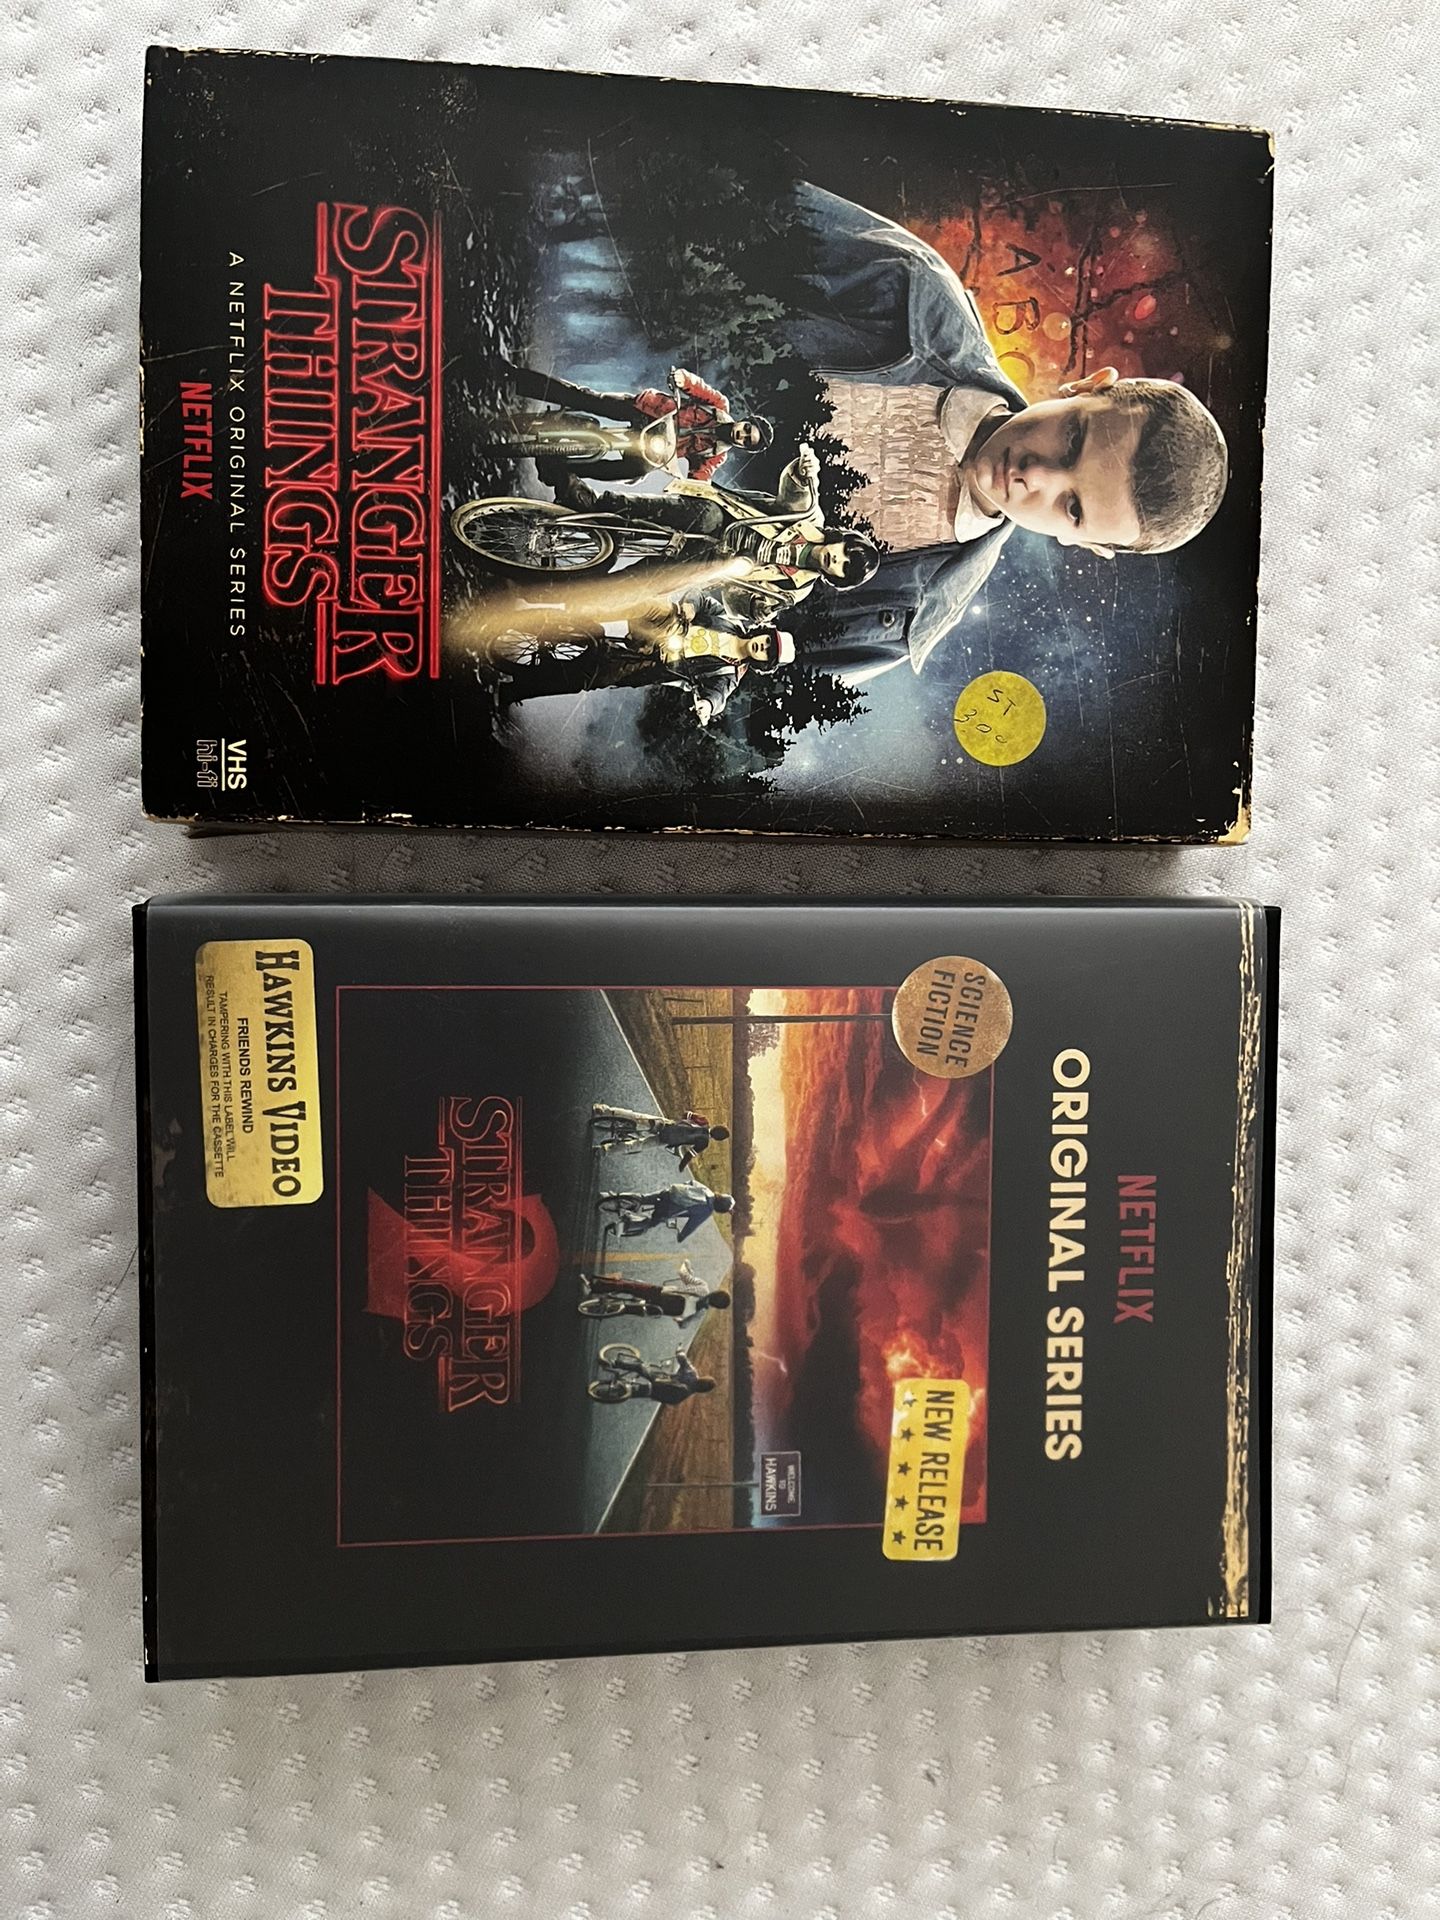 A B C
ST
3.00
STRANGER
THINGS
A NETFLIX ORIGINAL SERIES
NETFLIX
VHS
hi-fi
NETFLIX
ORIGINAL SERIES
SCIENCE
FICTION
NEW RELEASE
WELCOME
TO
HAWKINS
2
STRANGER
THINGS
HAWKINS VIDEO
FRIENDS REWIND
TAMPERING WITH THIS LABEL WILL
RESULT IN CHARGES FOR THE CASSETTE